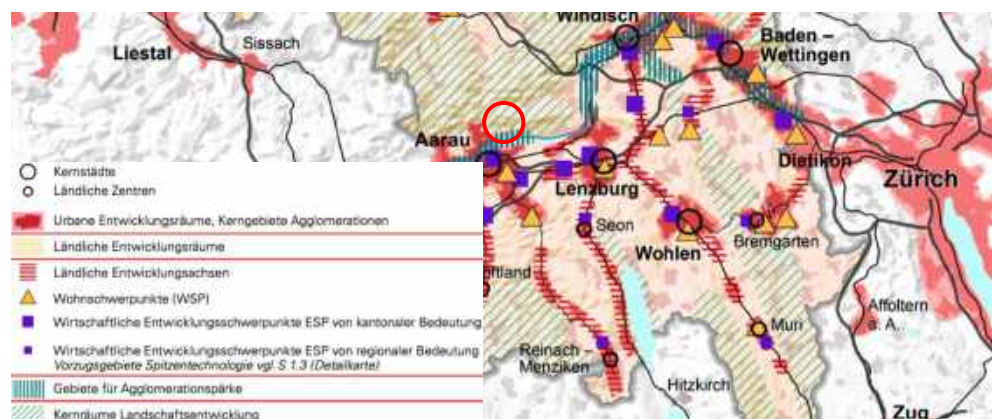 Windisch
Baden –
Wettingen
Liestal
Sissach
Aarau
Dietikon
Zürich
Lenzburg
Seon
Wohlen
Bremgarten
Affoltern
a. A.
Muri
Reinach –
Menziken
Hitzkirch
Zug
Kernstädte
Ländliche Zentren
Urbane Entwicklungsräume, Kerngebiete Agglomerationen
Ländliche Entwicklungsräume
Ländliche Entwicklungsachsen
Wohnschwerpunkte (WSP)
Wirtschaftliche Entwicklungsschwerpunkte ESP von kantonaler Bedeutung
Wirtschaftliche Entwicklungsschwerpunkte ESP von regionaler Bedeutung
Vorzugsgebiete Spitzentechnologie vgl. S 1.3 (Detailkarte)
Gebiete für Agglomerationspärke
Kernräume Landschaftsentwicklung